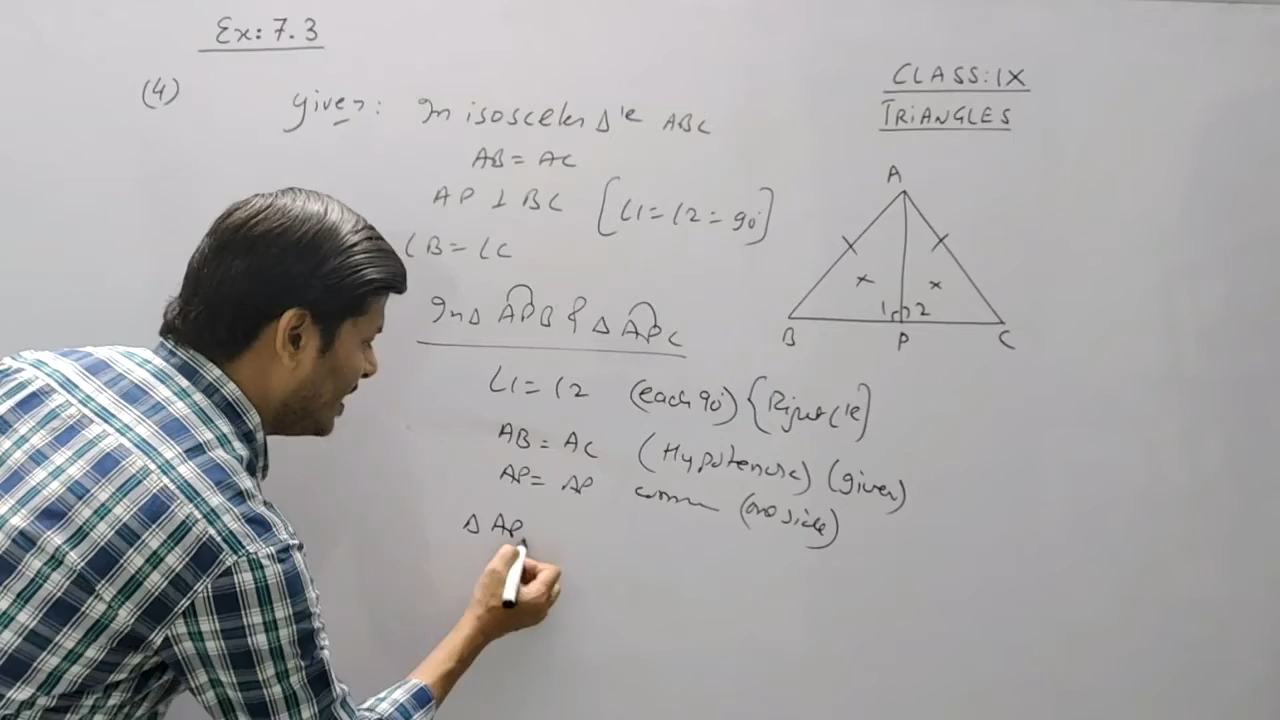 Ex: 7.3
(4)
Given: In isosceles Δ'le ABC
AB = AC
AP ⊥ BC [∠1 = ∠2 = 90°]
∠B = ∠C
In Δ APB & Δ APC
∠1 = ∠2 (each 90°) {Right ∠'le]
AB = AC (Hypotenuse) (given)
AP = AP common (one side)
Δ AP
CLASS: IX
TRIANGLES
A
× ×
1 2
B P C